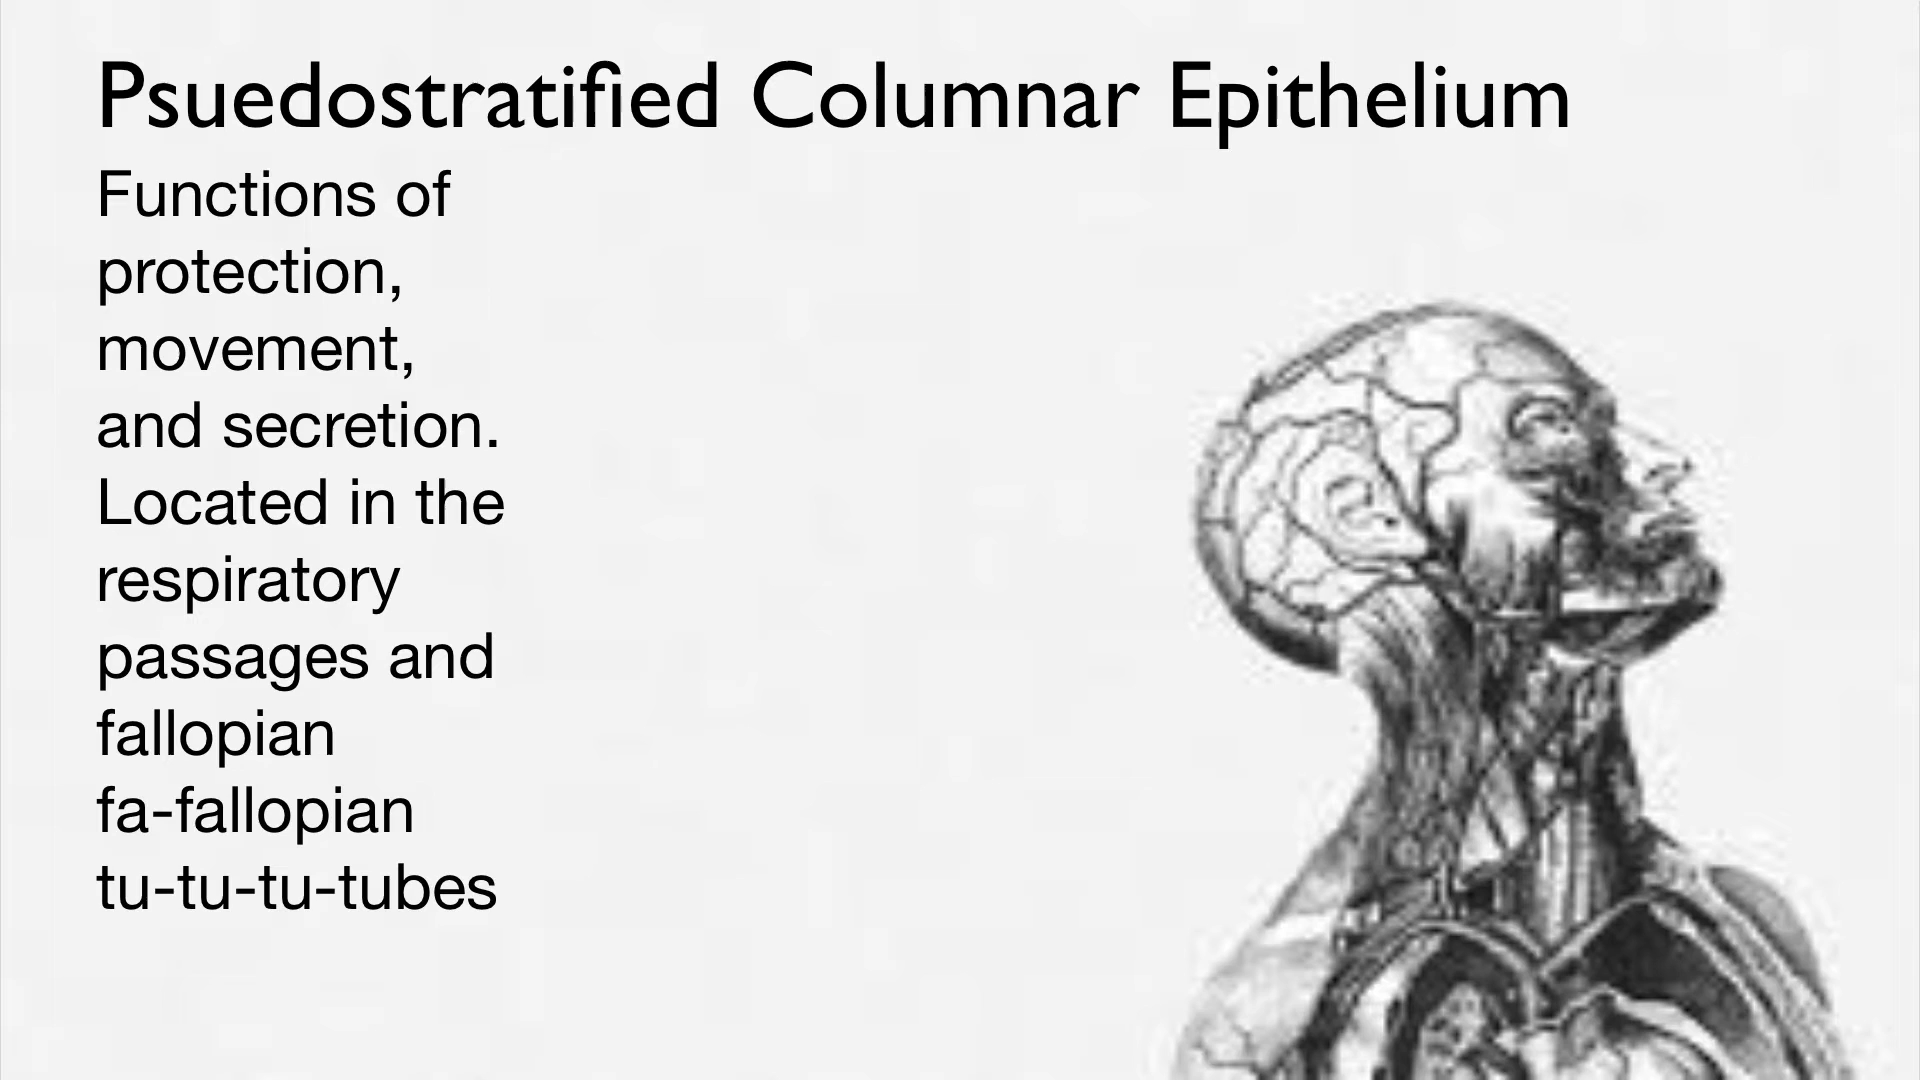 Psuedostratified Columnar Epithelium
Functions of
protection,
movement,
and secretion.
Located in the
respiratory
passages and
fallopian
fa-fallopian
tu-tu-tu-tubes